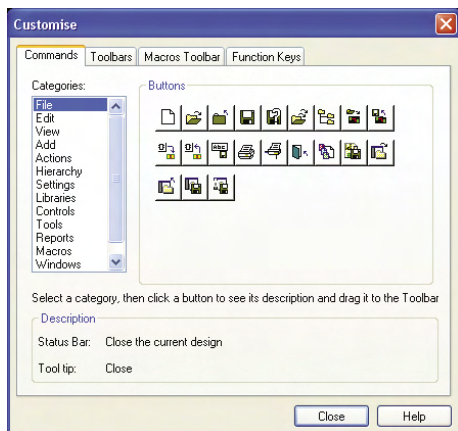 Customise
Commands Toolbars Macros Toolbar Function Keys
Categories:
File
Edit
View
Add
Actions
Hierarchy
Settings
Libraries
Controls
Tools
Reports
Macros
Windows
Buttons
Select a category, then click a button to see its description and drag it to the Toolbar
Description
Status Bar: Close the current design
Tool tip: Close
Close Help